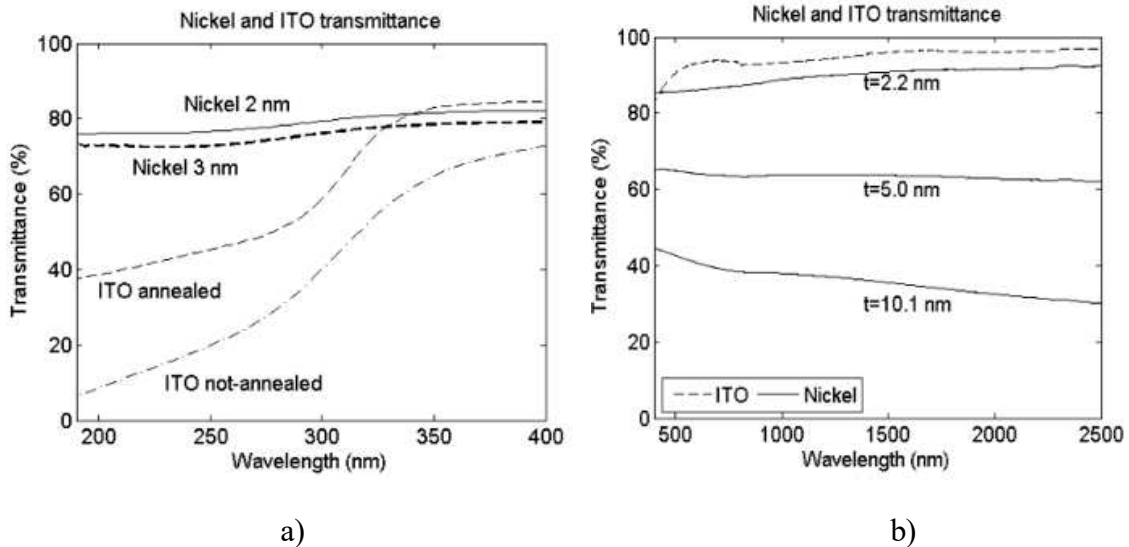 Nickel and ITO transmittance
100
80
60
40
20
0
Transmittance (%)
Nickel 2 nm
Nickel 3 nm
ITO annealed
ITO not-annealed
200 250 300 350 400
Wavelength (nm)
a)
Nickel and ITO transmittance
100
80
60
40
20
0
Transmittance (%)
t=2.2 nm
t=5.0 nm
t=10.1 nm
ITO Nickel
500 1000 1500 2000 2500
Wavelength (nm)
b)